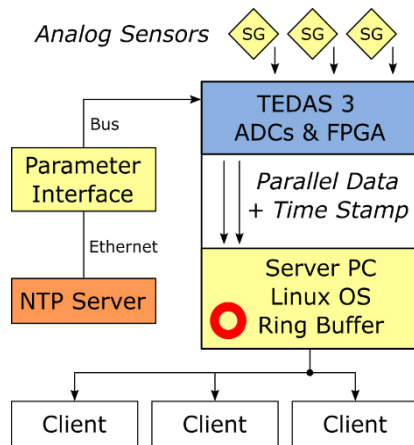 Analog Sensors
SG SG SG
TEDAS 3
ADCs & FPGA
Bus
Parameter
Interface
Parallel Data
+ Time Stamp
Ethernet
NTP Server
Server PC
Linux OS
Ring Buffer
Client Client Client